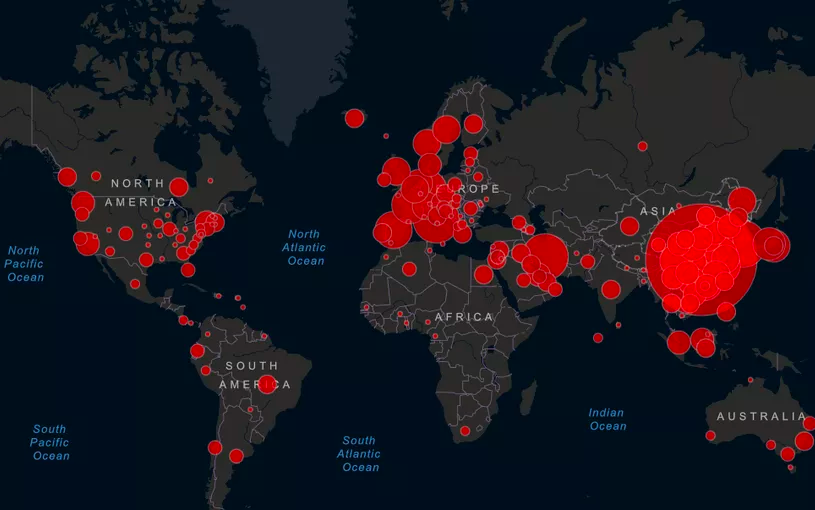 NORTH
AMERICA
EUROPE
ASIA
North
Pacific
Ocean
North
Atlantic
Ocean
AFRICA
SOUTH
AMERICA
South
Pacific
Ocean
South
Atlantic
Ocean
Indian
Ocean
AUSTRALIA